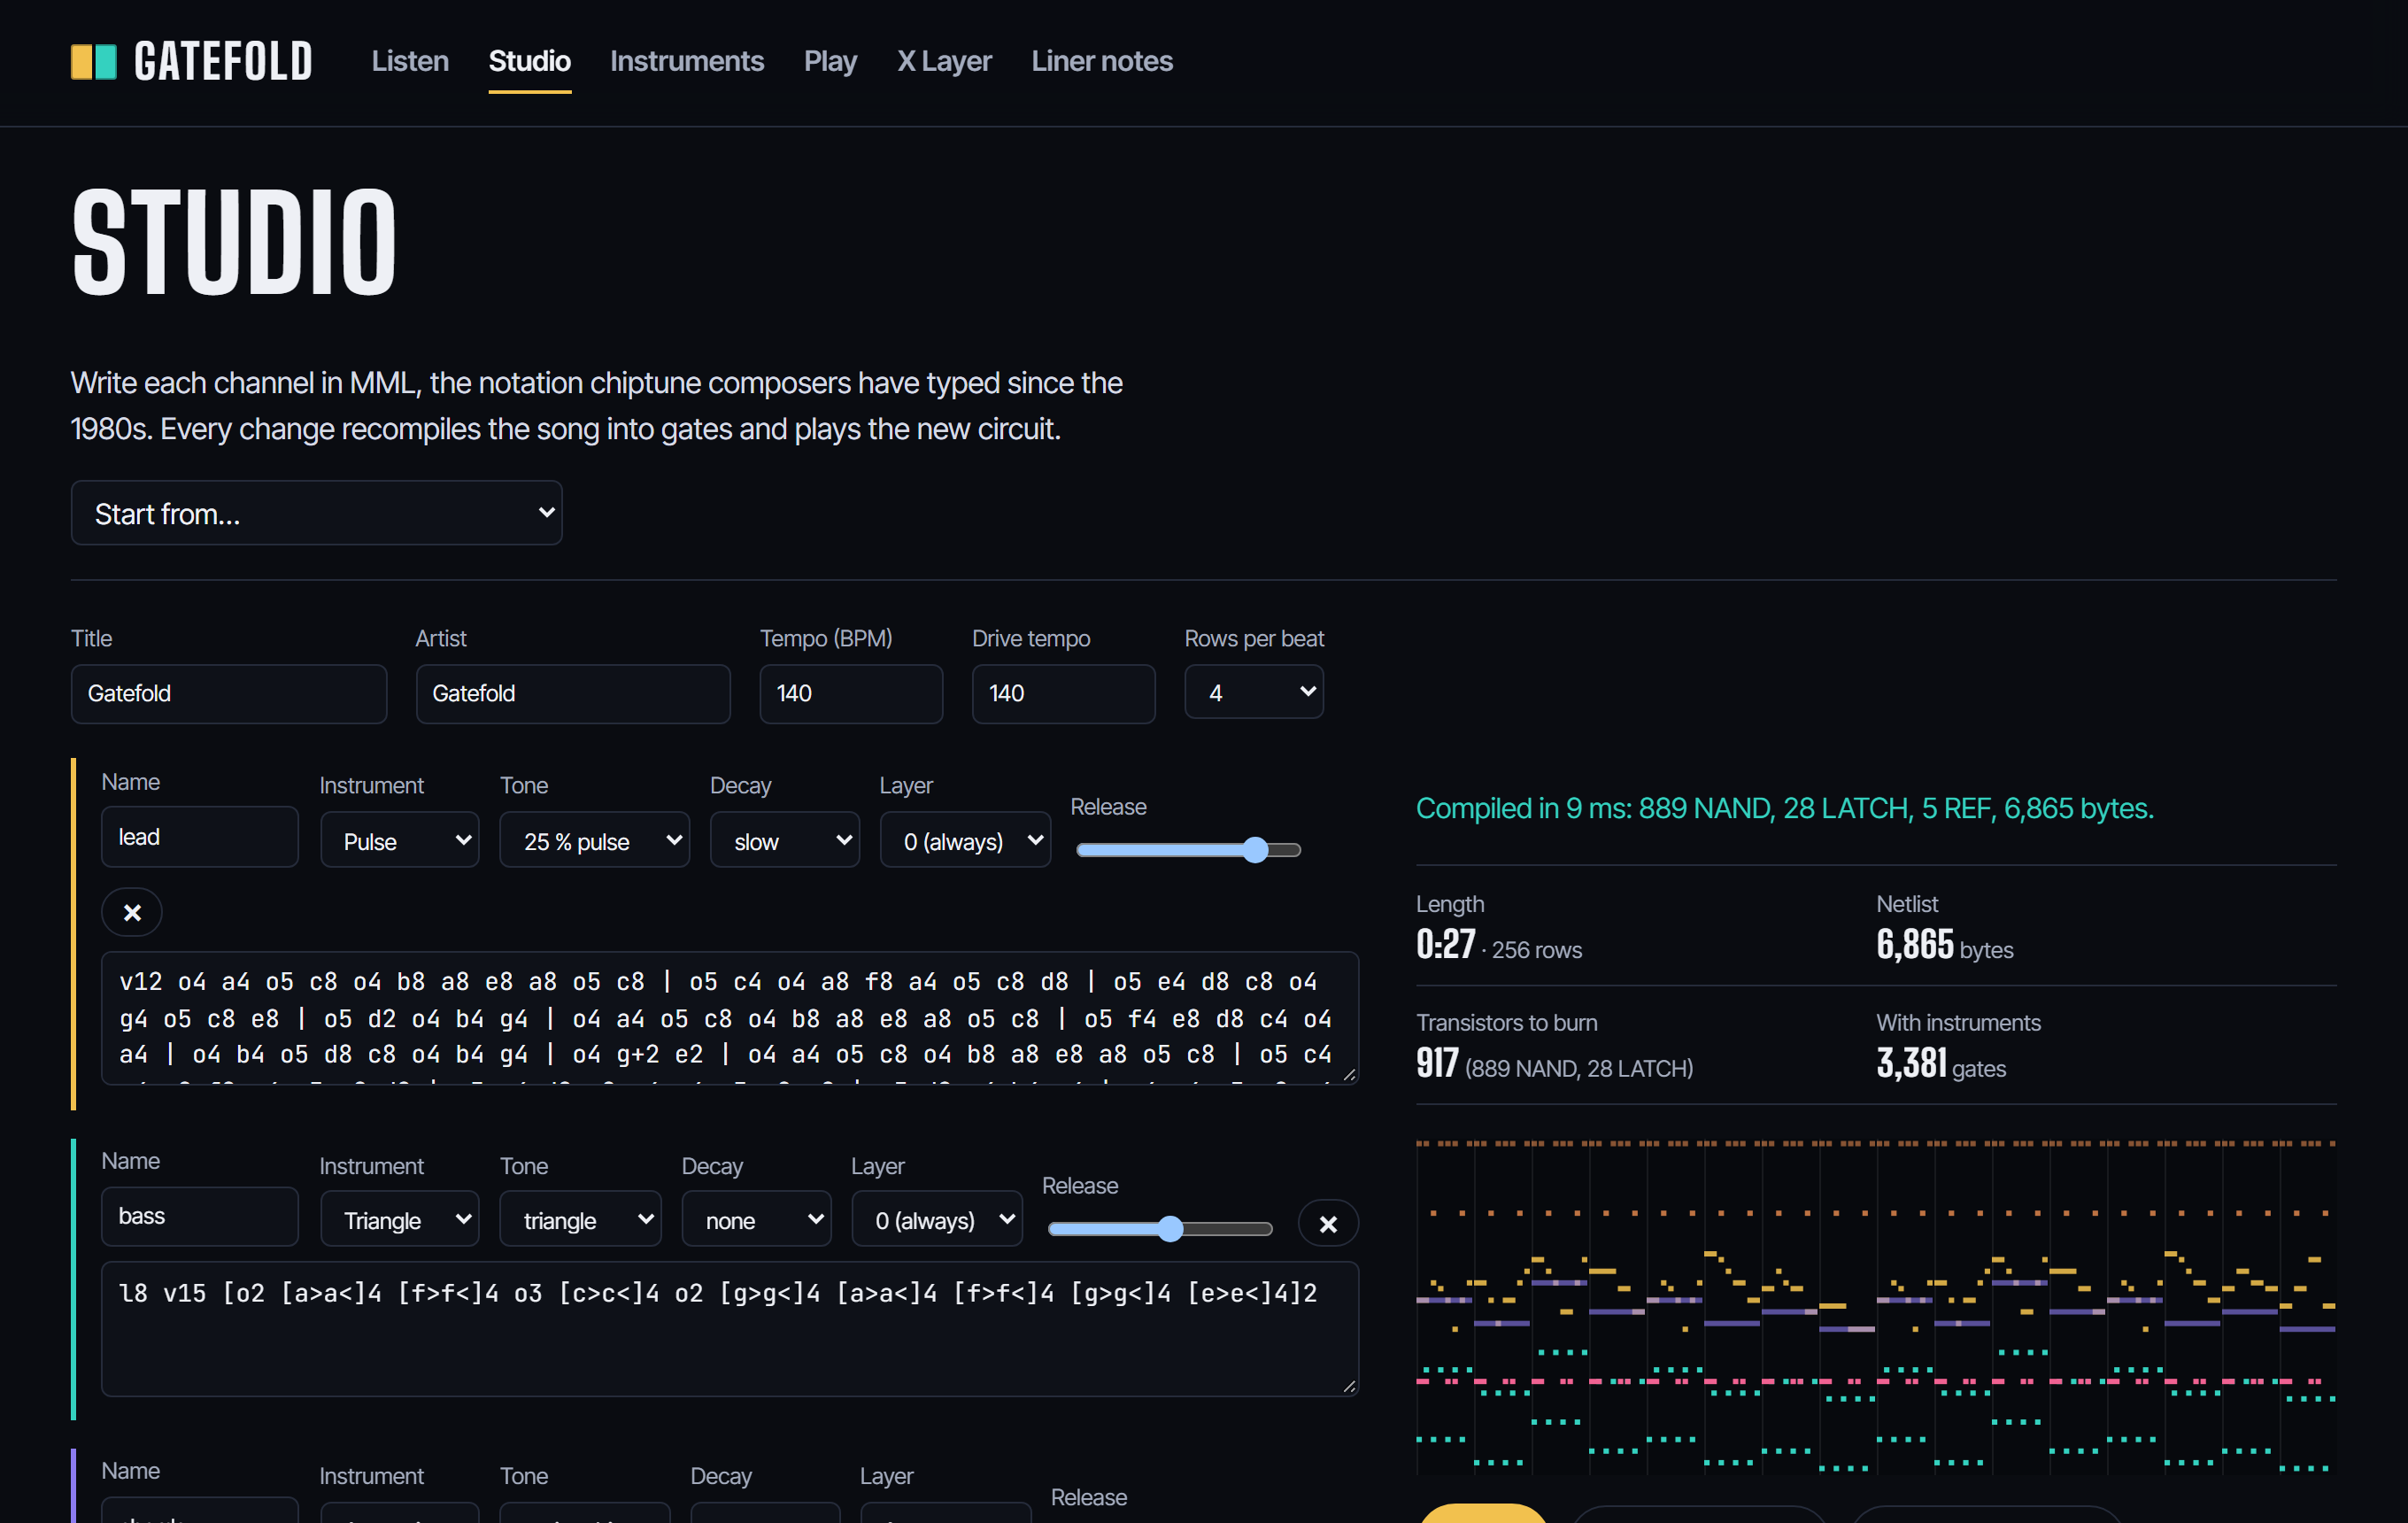 GATEFOLD
Listen
Studio
Instruments
Play
X Layer
Liner notes
STUDIO
Write each channel in MML, the notation chiptune composers have typed since the
1980s. Every change recompiles the song into gates and plays the new circuit.
Start from...
Title
Artist
Tempo (BPM)
Drive tempo
Rows per beat
Gatefold
Gatefold
140
140
4
Name
Instrument
Tone
Decay
Layer
Release
lead
Pulse
25 % pulse
slow
0 (always)
v12 o4 a4 o5 c8 o4 b8 a8 e8 a8 o5 c8 | o5 c4 o4 a8 f8 a4 o5 c8 d8 | o5 e4 d8 c8 o4
g4 o5 c8 e8 | o5 d2 o4 b4 g4 | o4 a4 o5 c8 o4 b8 a8 e8 a8 o5 c8 | o5 f4 e8 d8 c4 o4
a4 | o4 b4 o5 d8 c8 o4 b4 g4 | o4 g+2 e2 | o4 a4 o5 c8 o4 b8 a8 e8 a8 o5 c8 | o5 c4
Name
Instrument
Tone
Decay
Layer
Release
bass
Triangle
triangle
none
0 (always)
l8 v15 [o2 [a>a<]4 [f>f<]4 o3 [c>c<]4 o2 [g>g<]4 [a>a<]4 [f>f<]4 [g>g<]4 [e>e<]4]2
Name
Instrument
Tone
Decay
Layer
Release
Compiled in 9 ms: 889 NAND, 28 LATCH, 5 REF, 6,865 bytes.
Length
0:27 · 256 rows
Netlist
6,865 bytes
Transistors to burn
917 (889 NAND, 28 LATCH)
With instruments
3,381 gates